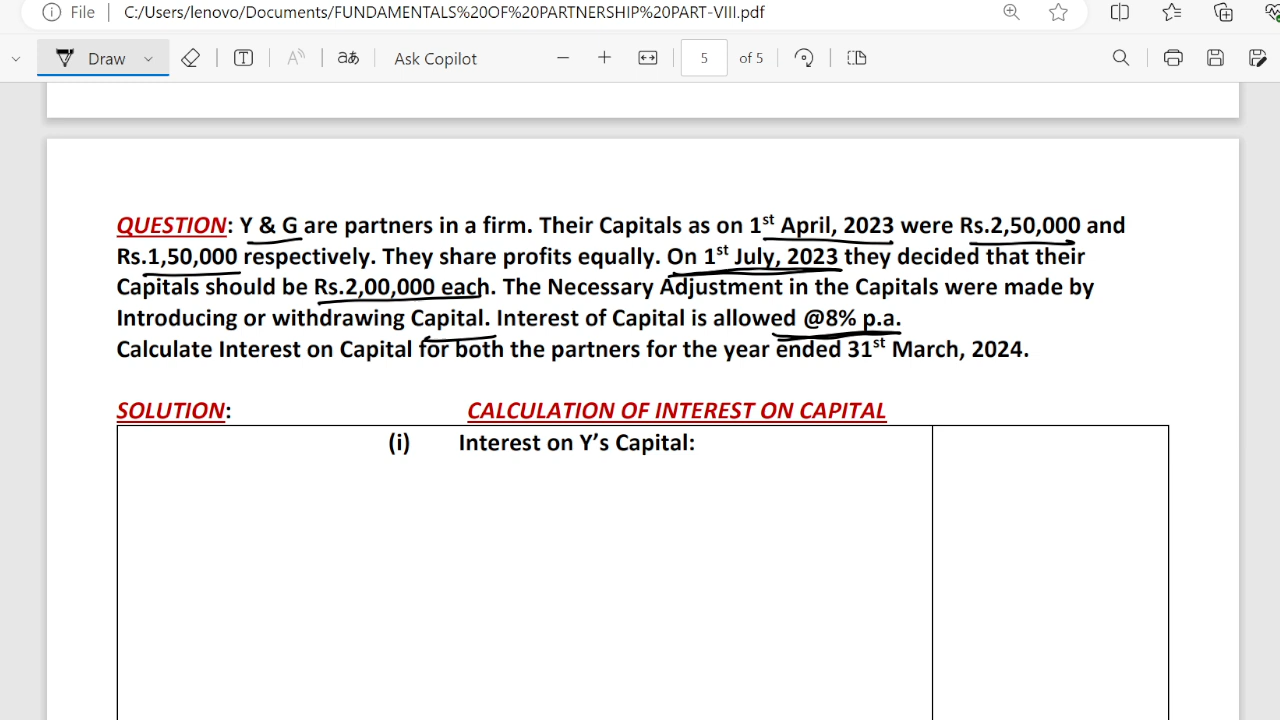 File | C:/Users/lenovo/Documents/FUNDAMENTALS%20OF%20PARTNERSHIP%20PART-VIII.pdf
Draw Ask Copilot 5 of 5
QUESTION: Y & G are partners in a firm. Their Capitals as on 1st April, 2023 were Rs.2,50,000 and
Rs.1,50,000 respectively. They share profits equally. On 1st July, 2023 they decided that their
Capitals should be Rs.2,00,000 each. The Necessary Adjustment in the Capitals were made by
Introducing or withdrawing Capital. Interest of Capital is allowed @8% p.a.
Calculate Interest on Capital for both the partners for the year ended 31st March, 2024.
SOLUTION: CALCULATION OF INTEREST ON CAPITAL
(i) Interest on Y’s Capital: